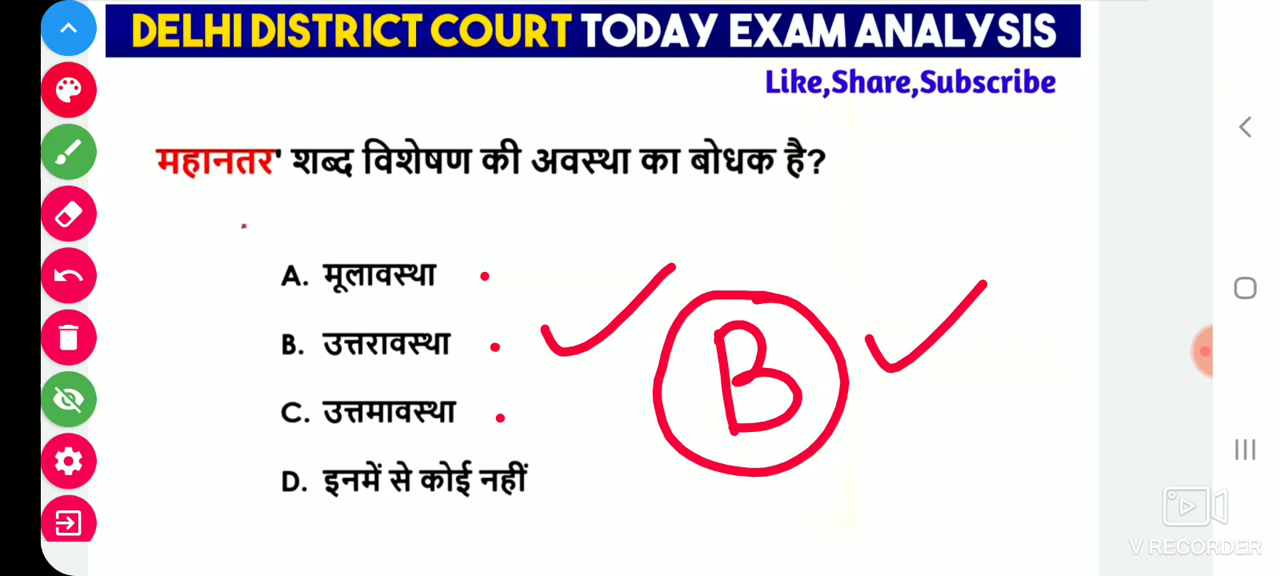 DELHI DISTRICT COURT TODAY EXAM ANALYSIS
Like,Share,Subscribe
महानतर' शब्द विशेषण की अवस्था का बोधक है?
A. मूलावस्था
B. उत्तरावस्था
B
C. उत्तमावस्था
D. इनमें से कोई नहीं
V RECORDER